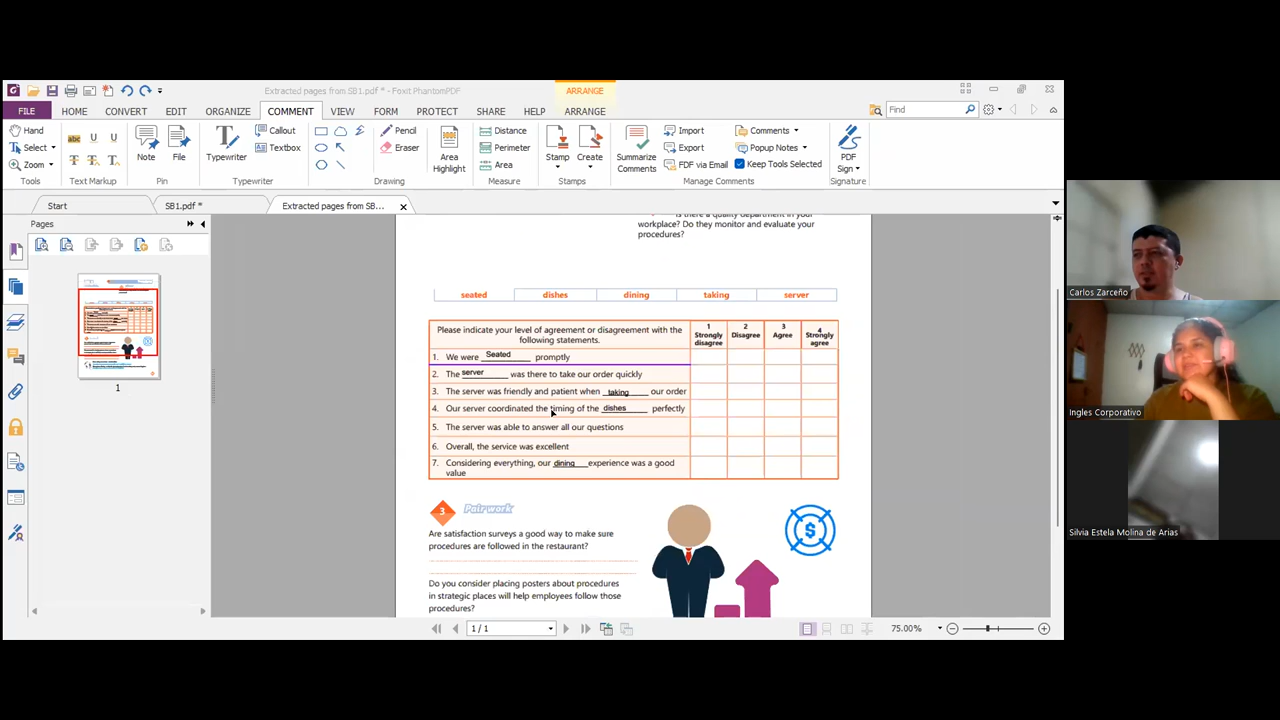 Extracted pages from SB1.pdf * - Foxit PhantomPDF
ARRANGE
FILE HOME CONVERT EDIT ORGANIZE COMMENT VIEW FORM PROTECT SHARE HELP ARRANGE Find
Hand
Select
Zoom
Tools
abc U U
T T T
Text Markup
Note File
Pin
Typewriter
Callout
Textbox
Typewriter
Pencil
Eraser
Drawing
Area Highlight
Distance
Perimeter
Area
Measure
Stamp Create
Stamps
Summarize Comments
Import
Export
FDF via Email
Comments
Popup Notes
Keep Tools Selected
Manage Comments
PDF Sign
Signature
Start SB1.pdf * Extracted pages from SB...
Pages
1
Is there a quality department in your
workplace? Do they monitor and evaluate your
procedures?
seated dishes dining taking server
Please indicate your level of agreement or disagreement with the
following statements.
1 Strongly disagree
2 Disagree
3 Agree
4 Strongly agree
1. We were Seated promptly
2. The server was there to take our order quickly
3. The server was friendly and patient when taking our order
4. Our server coordinated the timing of the dishes perfectly
5. The server was able to answer all our questions
6. Overall, the service was excellent
7. Considering everything, our dining experience was a good
value
3 Pair work
Are satisfaction surveys a good way to make sure
procedures are followed in the restaurant?
Do you consider placing posters about procedures
in strategic places will help employees follow those
procedures?
$
1 / 1
75.00%
Carlos Zarceño
Ingles Corporativo
Silvia Estela Molina de Arias